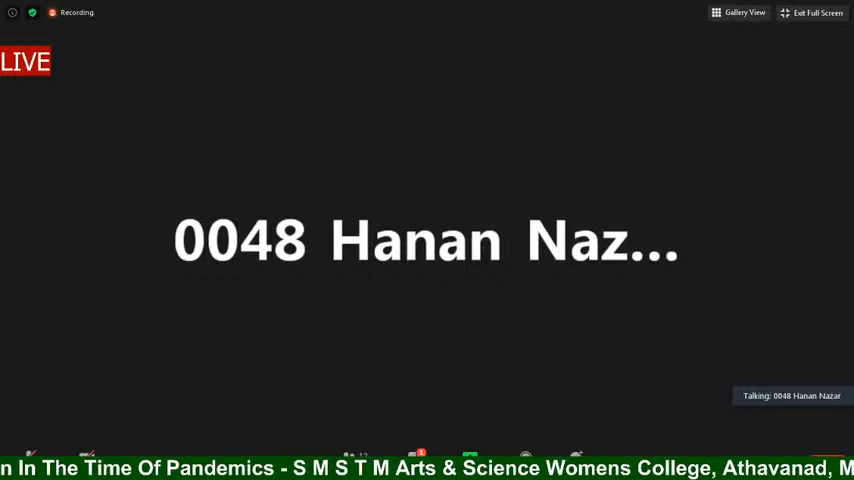 Recording
Gallery View
Exit Full Screen
LIVE
0048 Hanan Naz...
Talking: 0048 Hanan Nazar
1
n In The Time Of Pandemics - S M S T M Arts & Science Womens College, Athavanad, M